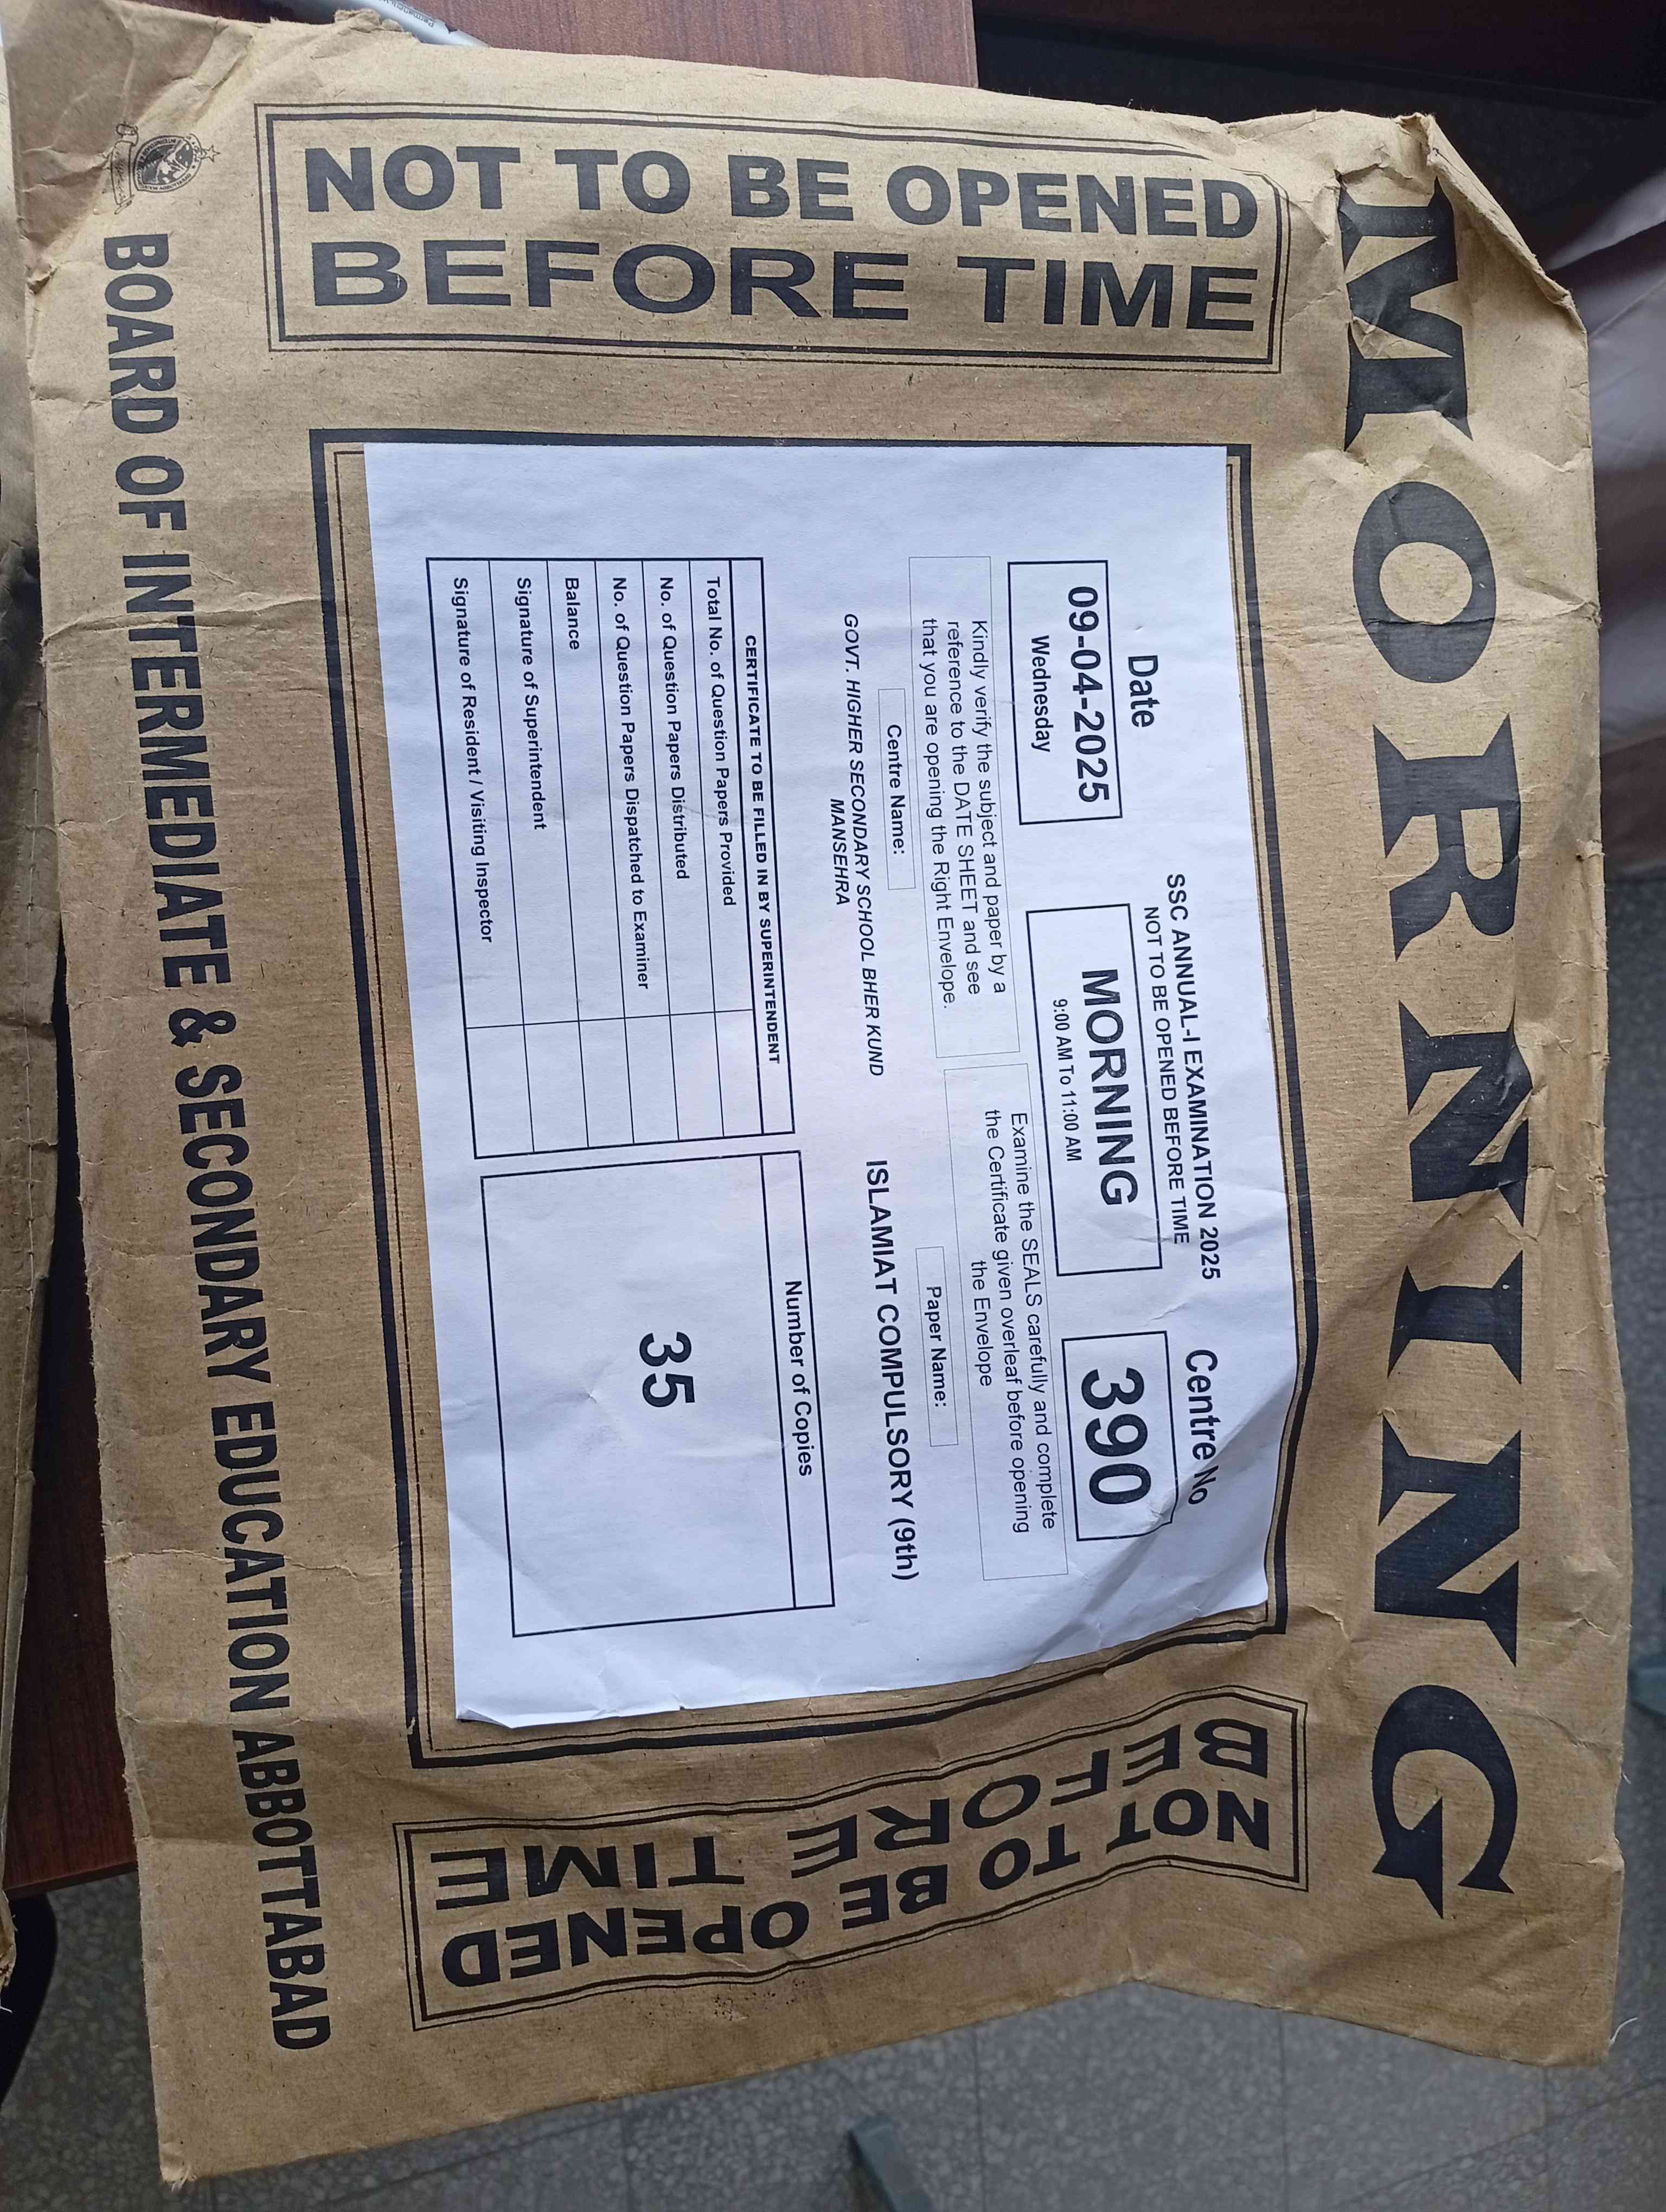 MORNING
NOT TO BE OPENED
BEFORE TIME
Date
09-04-2025
Wednesday
SSC ANNUAL-I EXAMINATION 2025
NOT TO BE OPENED BEFORE TIME
MORNING
9:00 AM To 11:00 AM
Centre No
390
Kindly verify the subject and paper by a
reference to the DATE SHEET and see
that you are opening the Right Envelope.
Examine the SEALS carefully and complete
the Certificate given overleaf before opening
the Envelope
Centre Name:
GOVT. HIGHER SECONDARY SCHOOL BHER KUND
MANSEHRA
Paper Name:
ISLAMIAT COMPULSORY (9th)
CERTIFICATE TO BE FILLED IN BY SUPERINTENDENT
Total No. of Question Papers Provided
No. of Question Papers Distributed
No. of Question Papers Dispatched to Examiner
Balance
Signature of Superintendent
Signature of Resident / Visiting Inspector
Number of Copies
35
NOT TO BE OPENED
BEFORE TIME
BOARD OF INTERMEDIATE & SECONDARY EDUCATION ABBOTTABAD